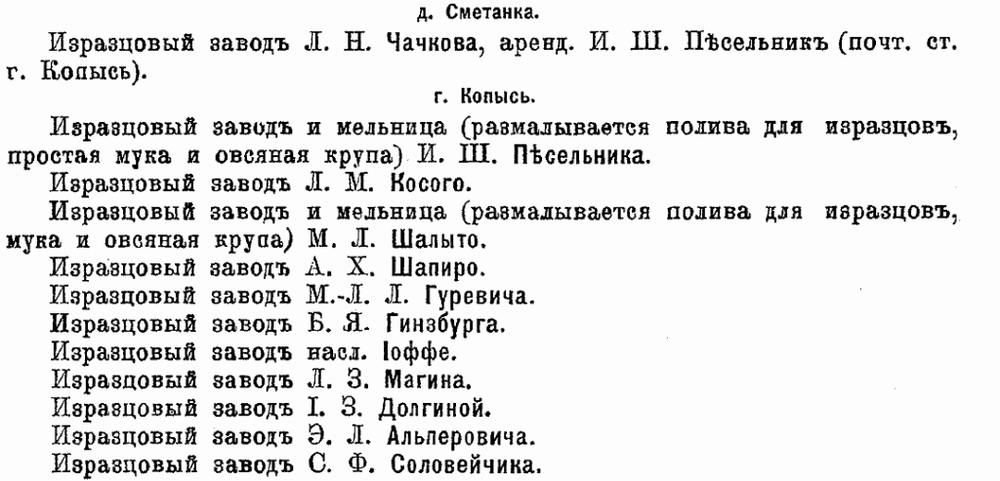 д. Сметанка.
Изразцовый заводъ Л. Н. Чачкова, аренд. И. Ш. Пѣсельникъ (почт. ст.
г. Копысь).
г. Копысь.
Изразцовый заводъ и мельница (размалывается полива для изразцовъ,
простая мука и овсяная крупа) И. Ш. Пѣсельника.
Изразцовый заводъ Л. М. Косого.
Изразцовый заводъ и мельница (размалывается полива для изразцовъ,
мука и овсяная крупа) М. Л. Шалыто.
Изразцовый заводъ А. Х. Шапиро.
Изразцовый заводъ М.-Л. Л. Гуревича.
Изразцовый заводъ Б. Я. Гинзбурга.
Изразцовый заводъ насл. Іоффе.
Изразцовый заводъ Л. З. Магина.
Изразцовый заводъ І. З. Долгиной.
Изразцовый заводъ Э. Л. Альперовича.
Изразцовый заводъ С. Ф. Соловейчика.